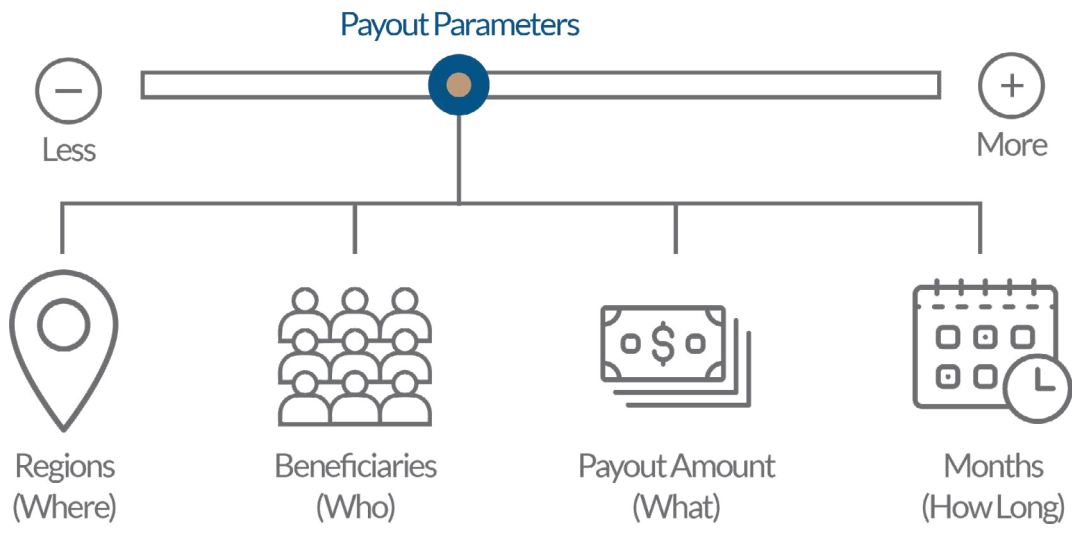 Payout Parameters
Less
More
Regions
(Where)
Beneficiaries
(Who)
$
Payout Amount
(What)
Months
(How Long)